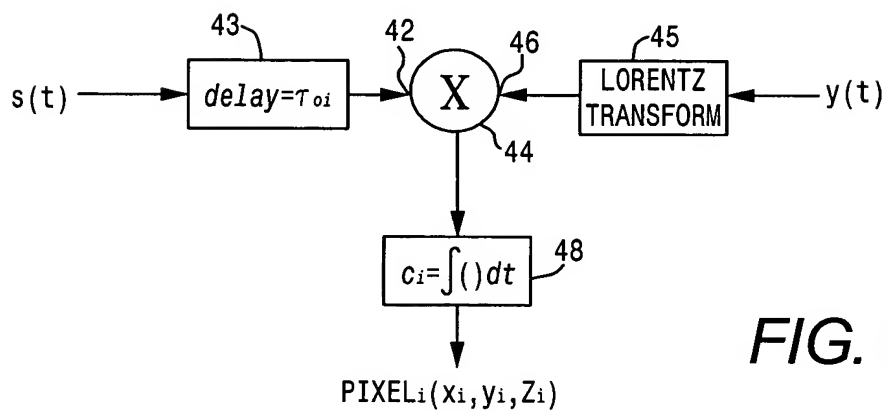 43
42
46
45
s(t)
delay=τoi
X
LORENTZ
TRANSFORM
y(t)
44
ci=∫()dt
48
FIG.
PIXELi(xi,yi,Zi)